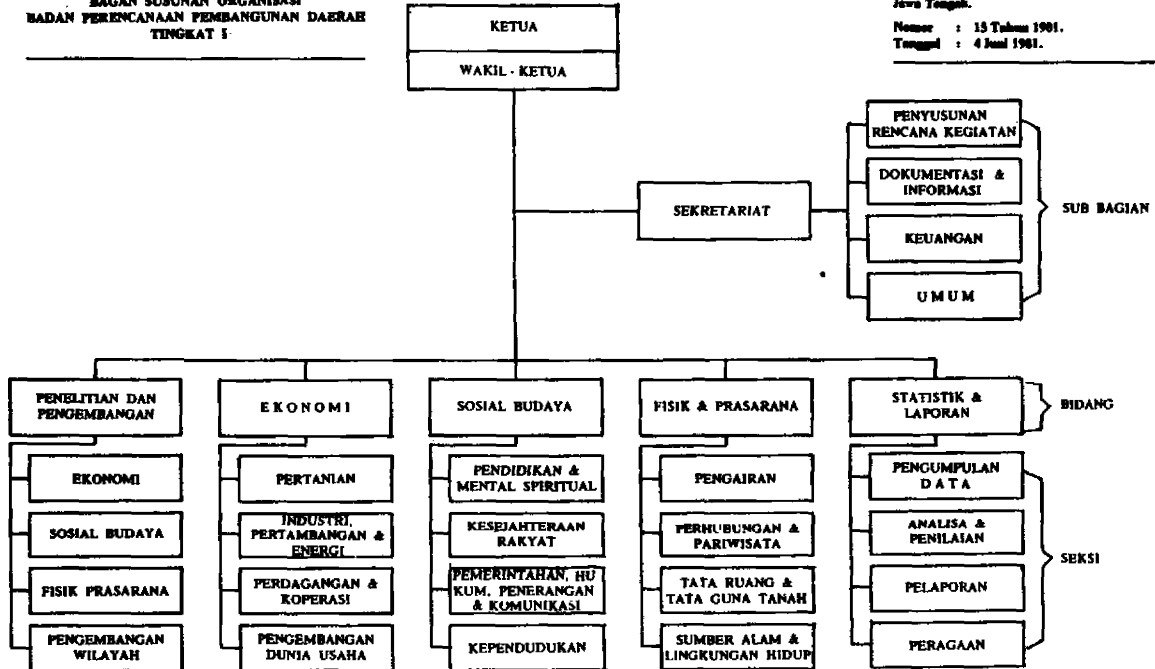 BAGAN SUSUNAN ORGANISASI
BADAN PERENCANAAN PEMBANGUNAN DAERAH
TINGKAT I
Jawa Tengah.
Nomor : 15 Tahun 1981.
Tanggal : 4 Juni 1981.
KETUA
WAKIL - KETUA
SEKRETARIAT
PENYUSUNAN
RENCANA KEGIATAN
DOKUMENTASI &
INFORMASI
KEUANGAN
UMUM
SUB BAGIAN
PENELITIAN DAN
PENGEMBANGAN
EKONOMI
SOSIAL BUDAYA
FISIK & PRASARANA
STATISTIK &
LAPORAN
BIDANG
EKONOMI
SOSIAL BUDAYA
FISIK PRASARANA
PENGEMBANGAN
WILAYAH
PERTANIAN
INDUSTRI,
PERTAMBANGAN &
ENERGI
PERDAGANGAN &
KOPERASI
PENGEMBANGAN
DUNIA USAHA
PENDIDIKAN &
MENTAL SPIRITUAL
KESEJAHTERAAN
RAKYAT
PEMERINTAHAN, HU
KUM, PENERANGAN
& KOMUNIKASI
KEPENDUDUKAN
PENGAIRAN
PERHUBUNGAN &
PARIWISATA
TATA RUANG &
TATA GUNA TANAH
SUMBER ALAM &
LINGKUNGAN HIDUP
PENGUMPULAN
DATA
ANALISA &
PENILAIAN
PELAPORAN
PERAGAAN
SEKSI